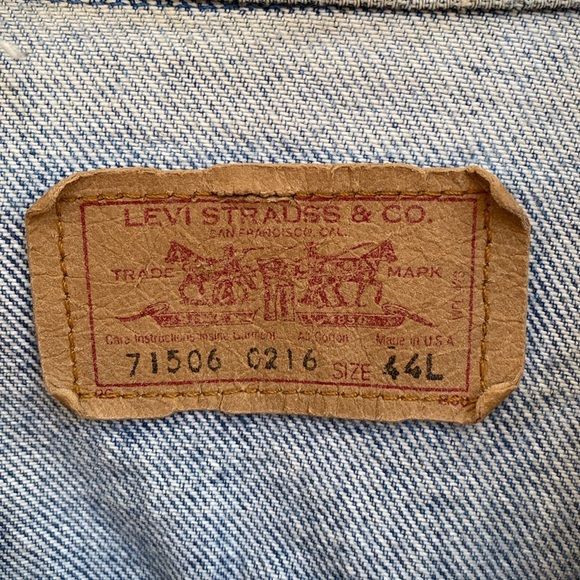 LEVI STRAUSS & CO.
SAN FRANCISCO, CAL.
TRADE MARK
Care Instructions Inside Garment All Cotton Made in U.S.A
71506 0216 SIZE 44L